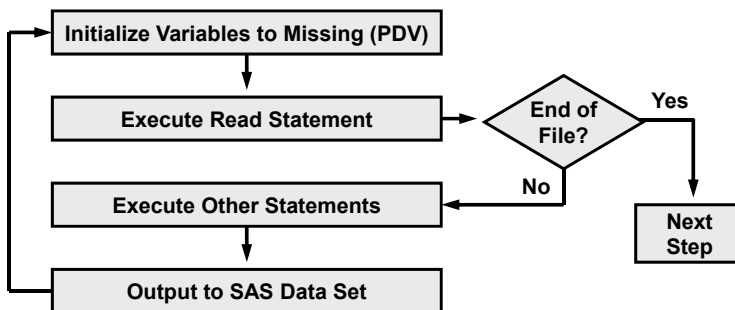 Initialize Variables to Missing (PDV)
Execute Read Statement
End of
File?
Yes
No
Execute Other Statements
Next
Step
Output to SAS Data Set